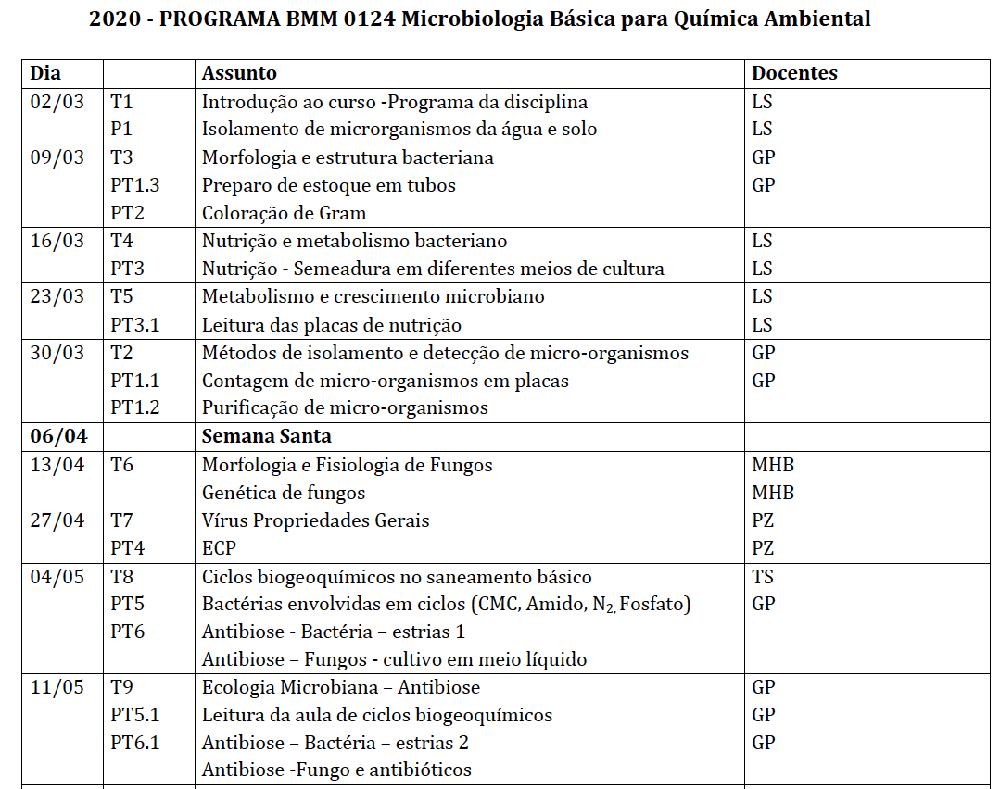 2020 - PROGRAMA BMM 0124 Microbiologia Básica para Química Ambiental
Dia Assunto Docentes
02/03 T1 Introdução ao curso -Programa da disciplina LS
P1 Isolamento de microrganismos da água e solo LS
09/03 T3 Morfologia e estrutura bacteriana GP
PT1.3 Preparo de estoque em tubos GP
PT2 Coloração de Gram
16/03 T4 Nutrição e metabolismo bacteriano LS
PT3 Nutrição - Semeadura em diferentes meios de cultura LS
23/03 T5 Metabolismo e crescimento microbiano LS
PT3.1 Leitura das placas de nutrição LS
30/03 T2 Métodos de isolamento e detecção de micro-organismos GP
PT1.1 Contagem de micro-organismos em placas GP
PT1.2 Purificação de micro-organismos
06/04 Semana Santa
13/04 T6 Morfologia e Fisiologia de Fungos MHB
Genética de fungos MHB
27/04 T7 Vírus Propriedades Gerais PZ
PT4 ECP PZ
04/05 T8 Ciclos biogeoquímicos no saneamento básico TS
PT5 Bactérias envolvidas em ciclos (CMC, Amido, N2, Fosfato) GP
PT6 Antibiose - Bactéria – estrias 1
Antibiose – Fungos - cultivo em meio líquido
11/05 T9 Ecologia Microbiana – Antibiose GP
PT5.1 Leitura da aula de ciclos biogeoquímicos GP
PT6.1 Antibiose – Bactéria – estrias 2 GP
Antibiose -Fungo e antibióticos